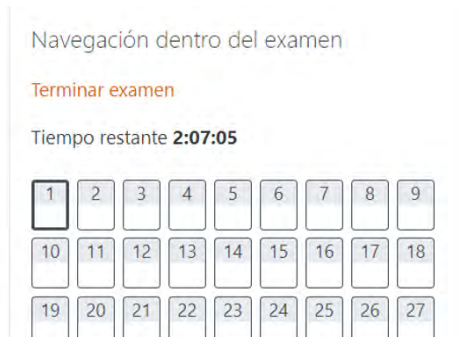 Navegación dentro del examen
Terminar examen
Tiempo restante 2:07:05
1 2 3 4 5 6 7 8 9
10 11 12 13 14 15 16 17 18
19 20 21 22 23 24 25 26 27